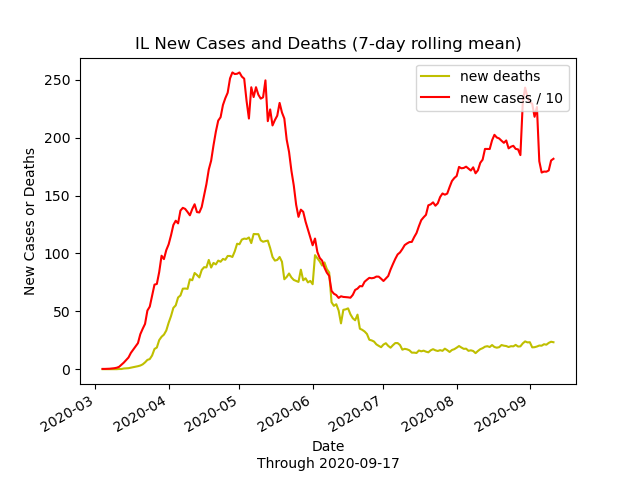 IL New Cases and Deaths (7-day rolling mean)
new deaths
new cases / 10
250
200
150
100
50
0
New Cases or Deaths
2020-03
2020-04
2020-05
2020-06
2020-07
2020-08
2020-09
Date
Through 2020-09-17